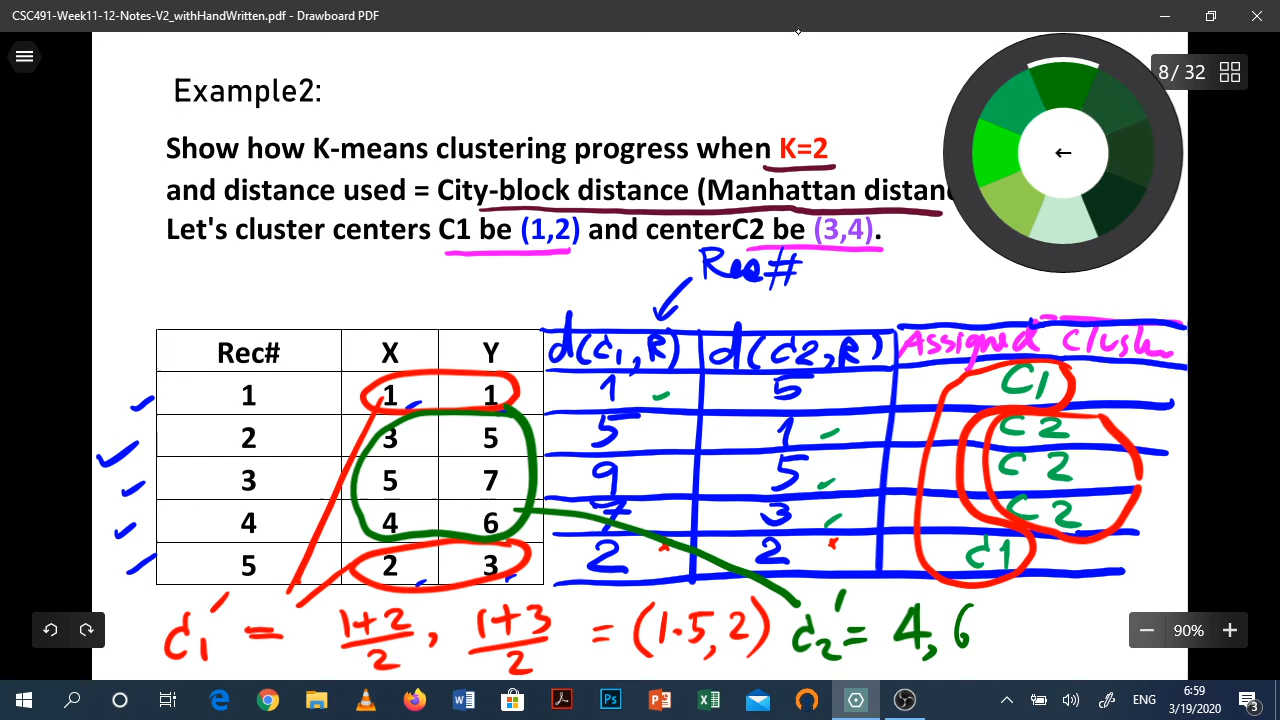 CSC491-Week11-12-Notes-V2_withHandWritten.pdf - Drawboard PDF
8 / 32
Example2:
Show how K-means clustering progress when K=2
and distance used = City-block distance (Manhattan distanc
Let's cluster centers C1 be (1,2) and centerC2 be (3,4).
Rec#
Rec# X Y d(c1,R) d(c2,R) Assigned Cluster
1 1 1 1 5 C1
2 3 5 5 1 C2
3 5 7 9 5 C2
4 4 6 7 3 C2
5 2 3 2 2 C1
c1' = 1+2/2, 1+3/2 = (1.5, 2) c2' = 4, 6
90%
ENG
6:59
3/19/2020
3